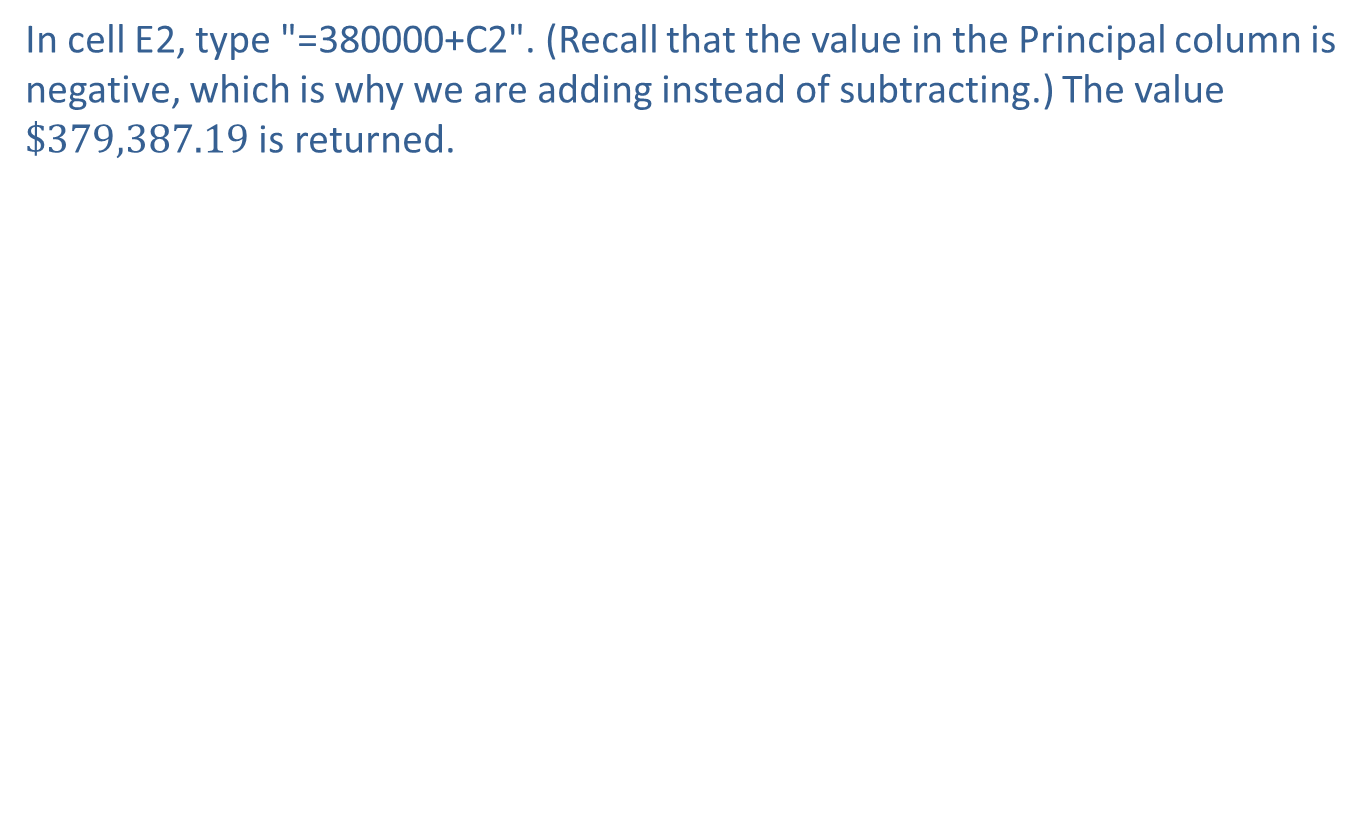 In cell E2, type "=380000+C2". (Recall that the value in the Principal column is
negative, which is why we are adding instead of subtracting.) The value
$379,387.19 is returned.